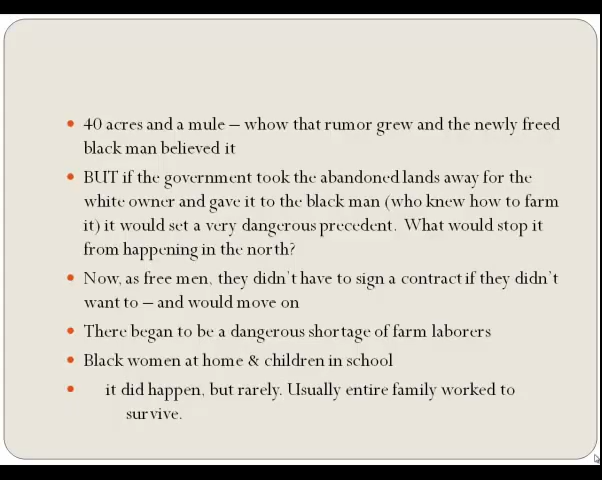 • 40 acres and a mule – whow that rumor grew and the newly freed
black man believed it
• BUT if the government took the abandoned lands away for the
white owner and gave it to the black man (who knew how to farm
it) it would set a very dangerous precedent. What would stop it
from happening in the north?
• Now, as free men, they didn't have to sign a contract if they didn't
want to – and would move on
• There began to be a dangerous shortage of farm laborers
• Black women at home & children in school
• it did happen, but rarely. Usually entire family worked to
survive.